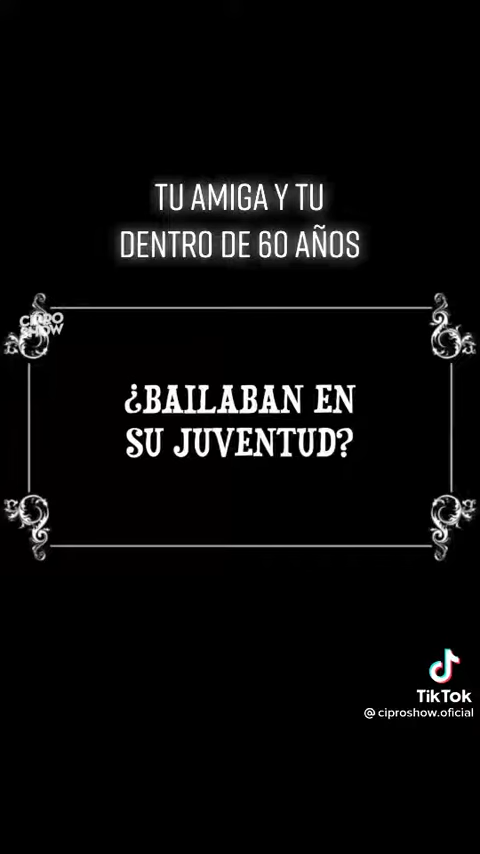 TU AMIGA Y TU
DENTRO DE 60 AÑOS
CIPRO
SHOW
¿BAILABAN EN
SU JUVENTUD?
TikTok
@ciproshow.oficial